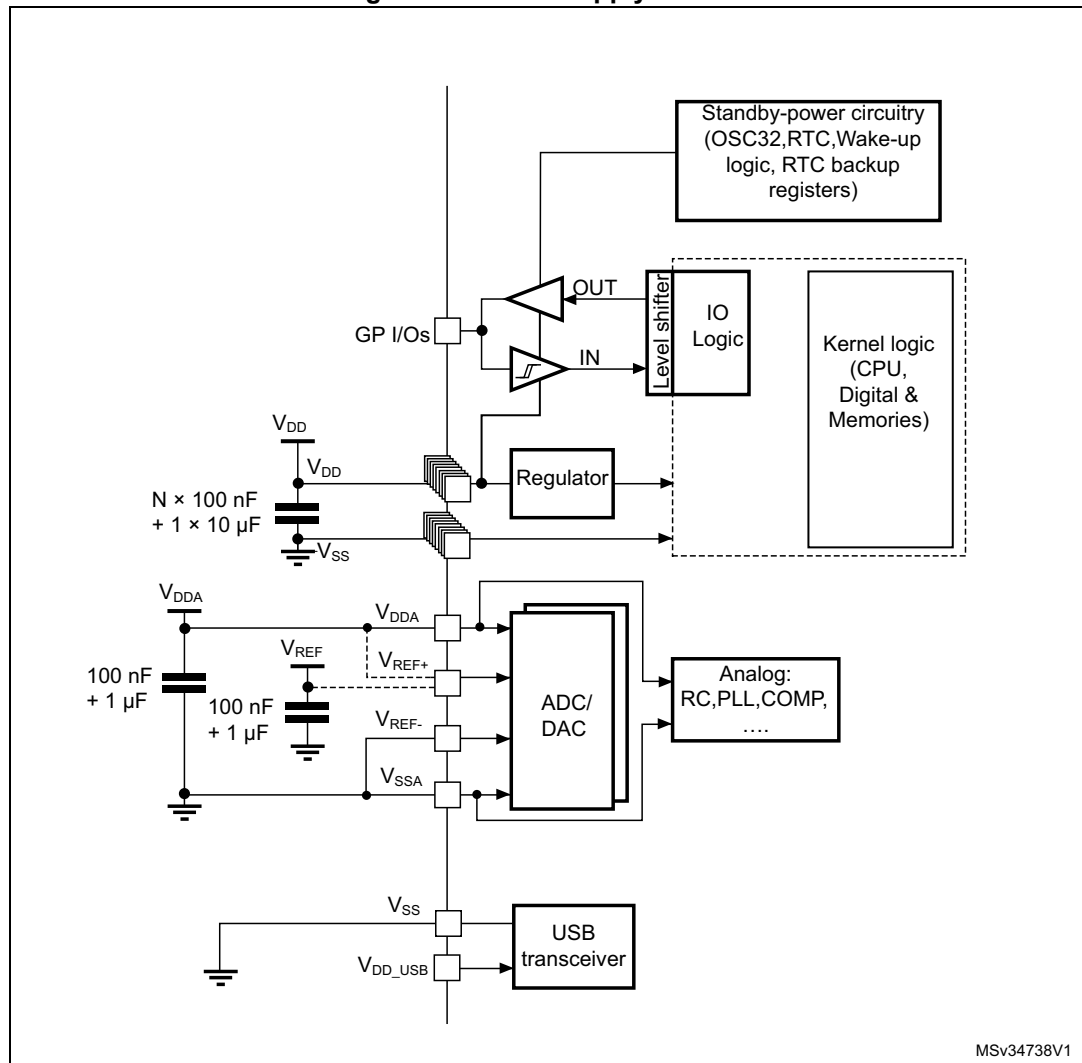 Standby-power circuitry
(OSC32,RTC,Wake-up
logic, RTC backup
registers)
OUT
Level shifter
IO
Logic
GP I/Os
IN
Kernel logic
(CPU,
Digital &
Memories)
VDD
VDD
Regulator
N × 100 nF
+ 1 × 10 µF
VSS
VDDA
VDDA
VREF
VREF+
100 nF
+ 1 µF
100 nF
+ 1 µF
ADC/
DAC
Analog:
RC,PLL,COMP,
....
VREF-
VSSA
VSS
USB
transceiver
VDD_USB
MSv34738V1